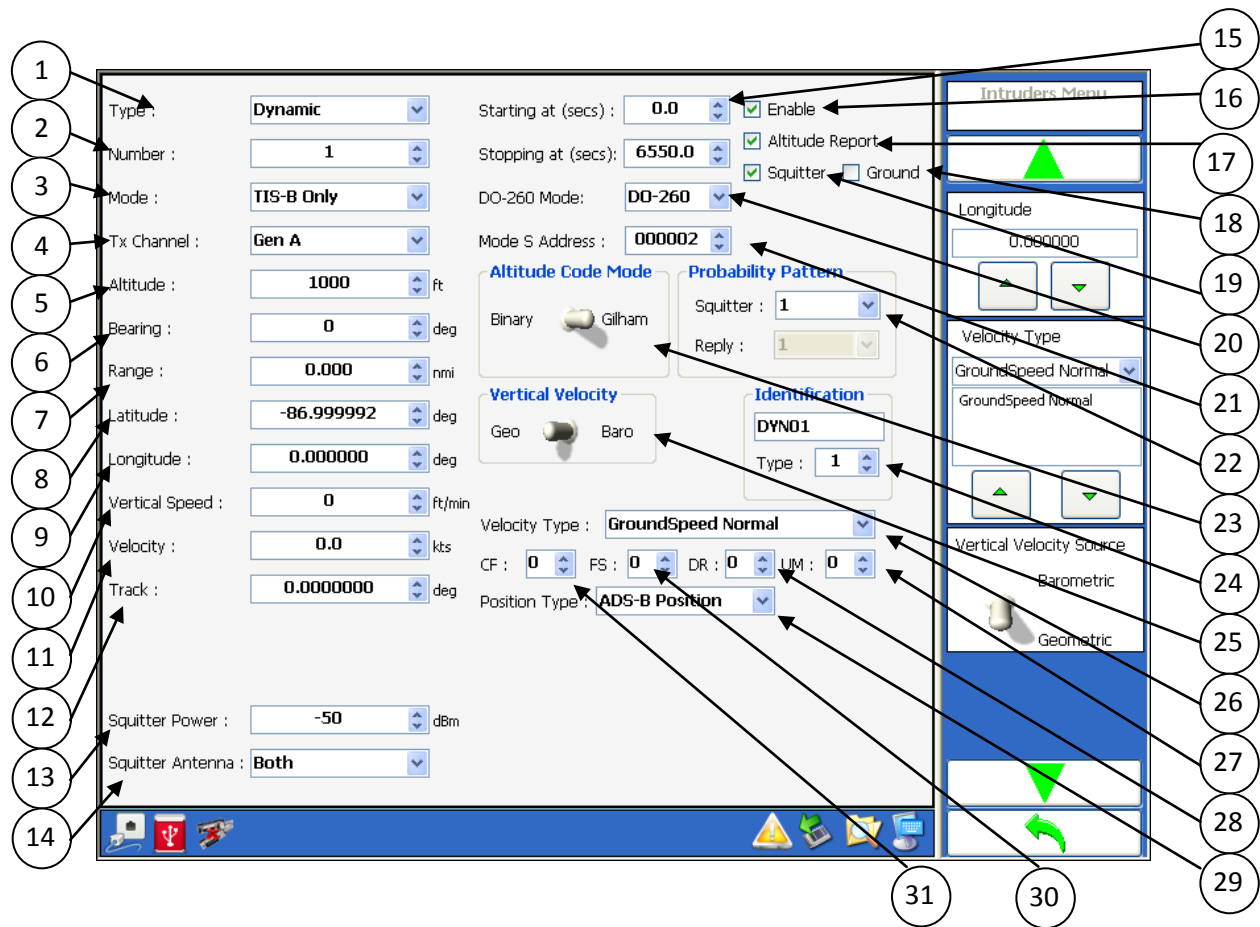 1
2
3
4
5
6
7
8
9
10
11
12
13
14
Type : Dynamic
Number : 1
Mode : TIS-B Only
Tx Channel : Gen A
Altitude : 1000 ft
Bearing : 0 deg
Range : 0.000 nmi
Latitude : -86.999992 deg
Longitude : 0.000000 deg
Vertical Speed : 0 ft/min
Velocity : 0.0 kts
Track : 0.0000000 deg
Squitter Power : -50 dBm
Squitter Antenna : Both
Starting at (secs) : 0.0 Enable
Stopping at (secs): 6550.0 Altitude Report
Squitter Ground
DO-260 Mode: DO-260
Mode S Address : 000002
Altitude Code Mode
Binary Gilham
Probability Pattern
Squitter : 1
Reply : 1
Vertical Velocity
Geo Baro
Identification
DYN01
Type : 1
Velocity Type : GroundSpeed Normal
CF : 0 FS : 0 DR : 0 UM : 0
Position Type : ADS-B Position
Intruders Menu
Longitude
0.000000
Velocity Type
GroundSpeed Normal
GroundSpeed Normal
Vertical Velocity Source
Barometric
Geometric
15
16
17
18
19
20
21
22
23
24
25
26
27
28
29
31
30